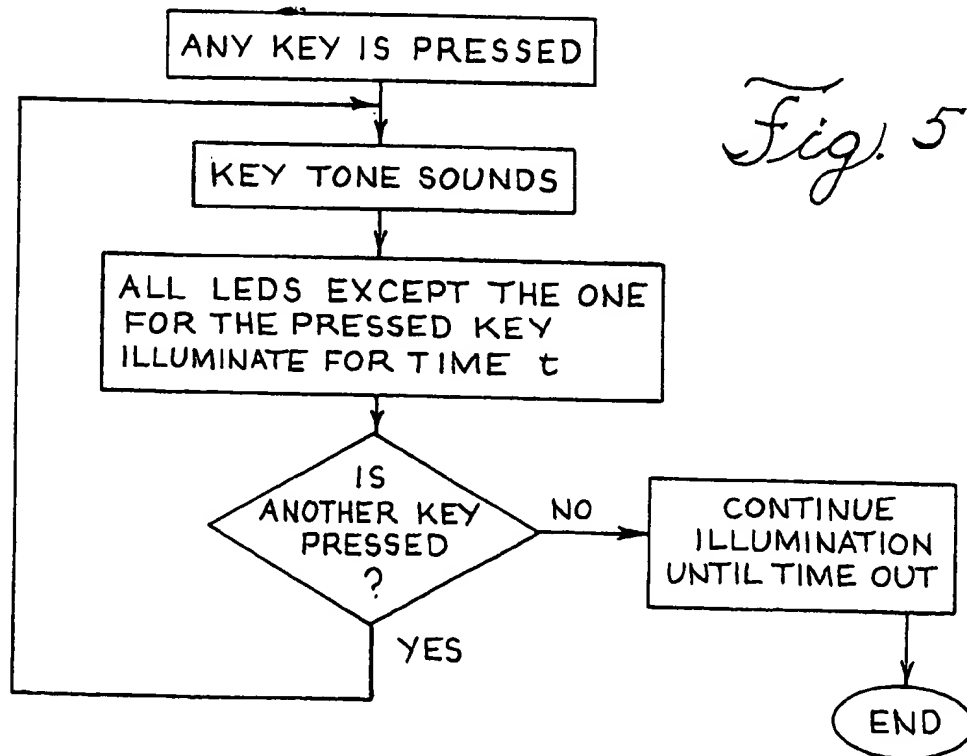 ANY KEY IS PRESSED
Fig. 5
KEY TONE SOUNDS
ALL LEDS EXCEPT THE ONE
FOR THE PRESSED KEY
ILLUMINATE FOR TIME t
IS
ANOTHER KEY
PRESSED
?
NO
CONTINUE
ILLUMINATION
UNTIL TIME OUT
YES
END